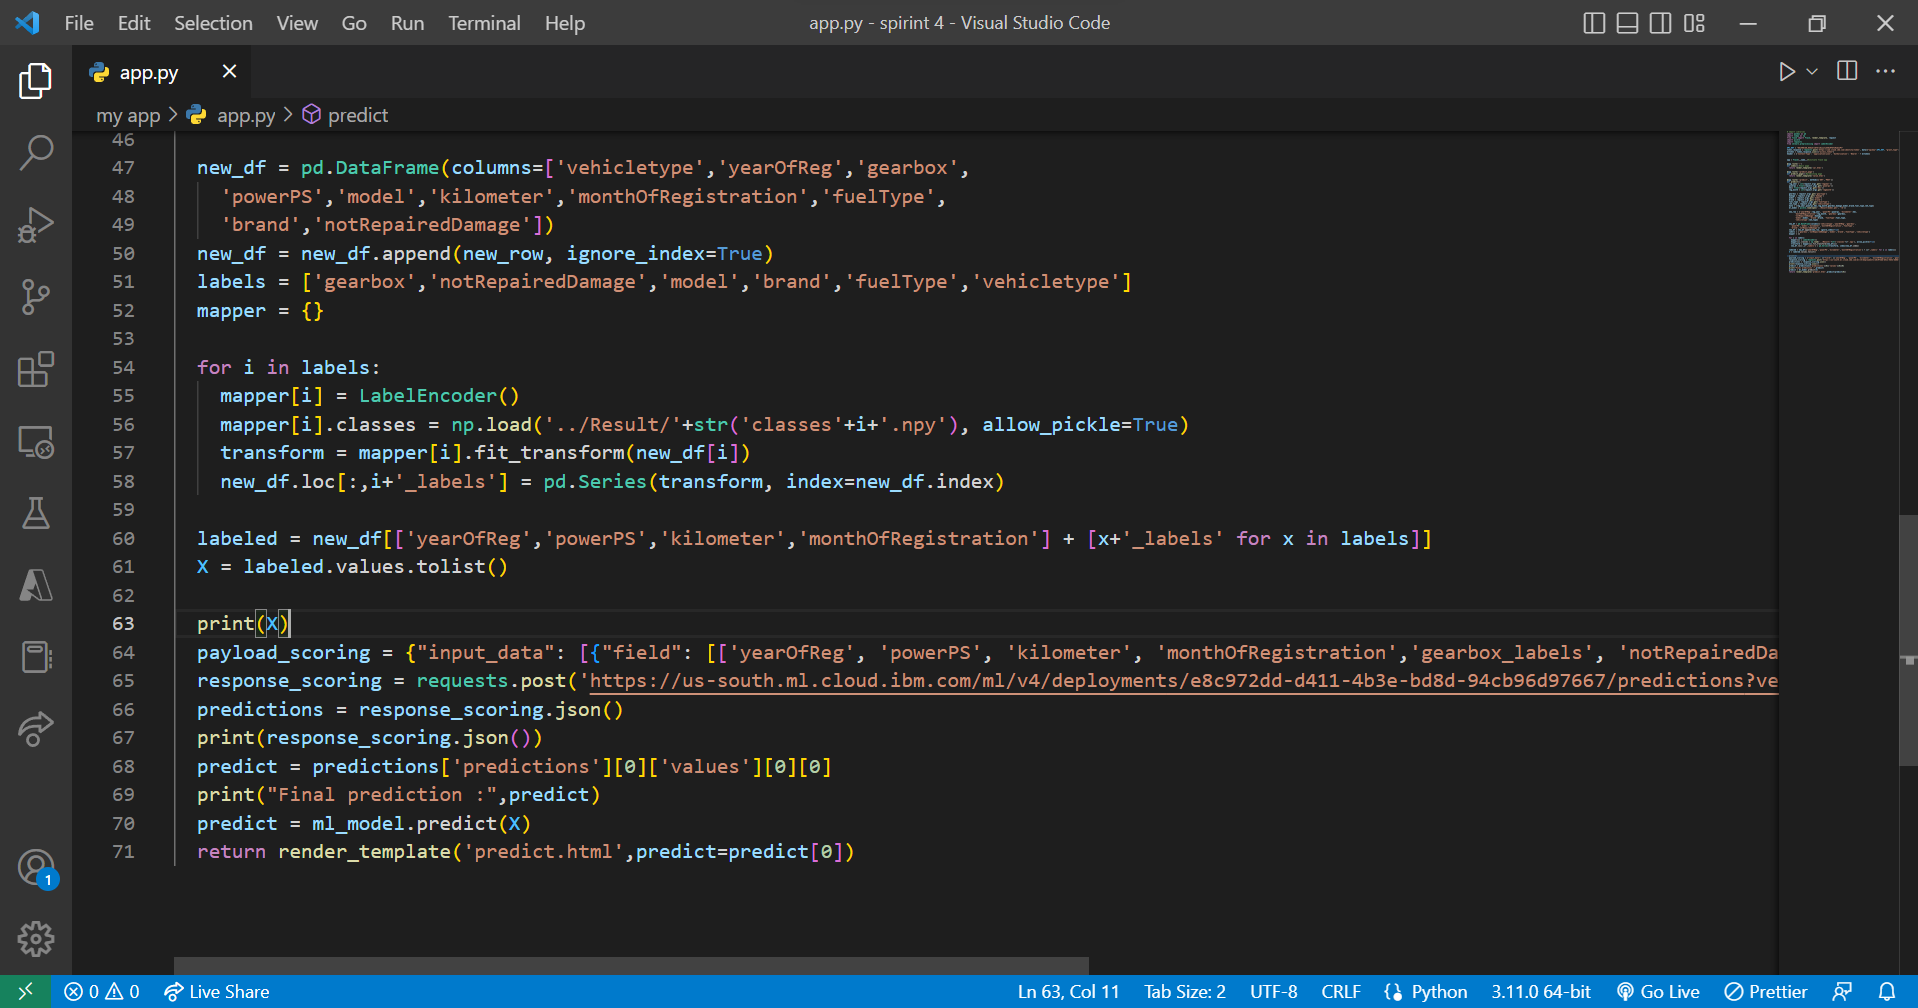 File Edit Selection View Go Run Terminal Help
app.py - spirint 4 - Visual Studio Code
app.py
my app > app.py > predict
46
47 new_df = pd.DataFrame(columns=['vehicletype','yearOfReg','gearbox',
48 'powerPS','model','kilometer','monthOfRegistration','fuelType',
49 'brand','notRepairedDamage'])
50 new_df = new_df.append(new_row, ignore_index=True)
51 labels = ['gearbox','notRepairedDamage','model','brand','fuelType','vehicletype']
52 mapper = {}
53
54 for i in labels:
55 mapper[i] = LabelEncoder()
56 mapper[i].classes = np.load('../Result/'+str('classes'+i+'.npy'), allow_pickle=True)
57 transform = mapper[i].fit_transform(new_df[i])
58 new_df.loc[:,i+'_labels'] = pd.Series(transform, index=new_df.index)
59
60 labeled = new_df[['yearOfReg','powerPS','kilometer','monthOfRegistration'] + [x+'_labels' for x in labels]]
61 X = labeled.values.tolist()
62
63 print(X)
64 payload_scoring = {"input_data": [{"field": [['yearOfReg', 'powerPS', 'kilometer', 'monthOfRegistration','gearbox_labels', 'notRepairedDa
65 response_scoring = requests.post('https://us-south.ml.cloud.ibm.com/ml/v4/deployments/e8c972dd-d411-4b3e-bd8d-94cb96d97667/predictions?ve
66 predictions = response_scoring.json()
67 print(response_scoring.json())
68 predict = predictions['predictions'][0]['values'][0][0]
69 print("Final prediction :",predict)
70 predict = ml_model.predict(X)
71 return render_template('predict.html',predict=predict[0])
1
0 0 Live Share Ln 63, Col 11 Tab Size: 2 UTF-8 CRLF Python 3.11.0 64-bit Go Live Prettier